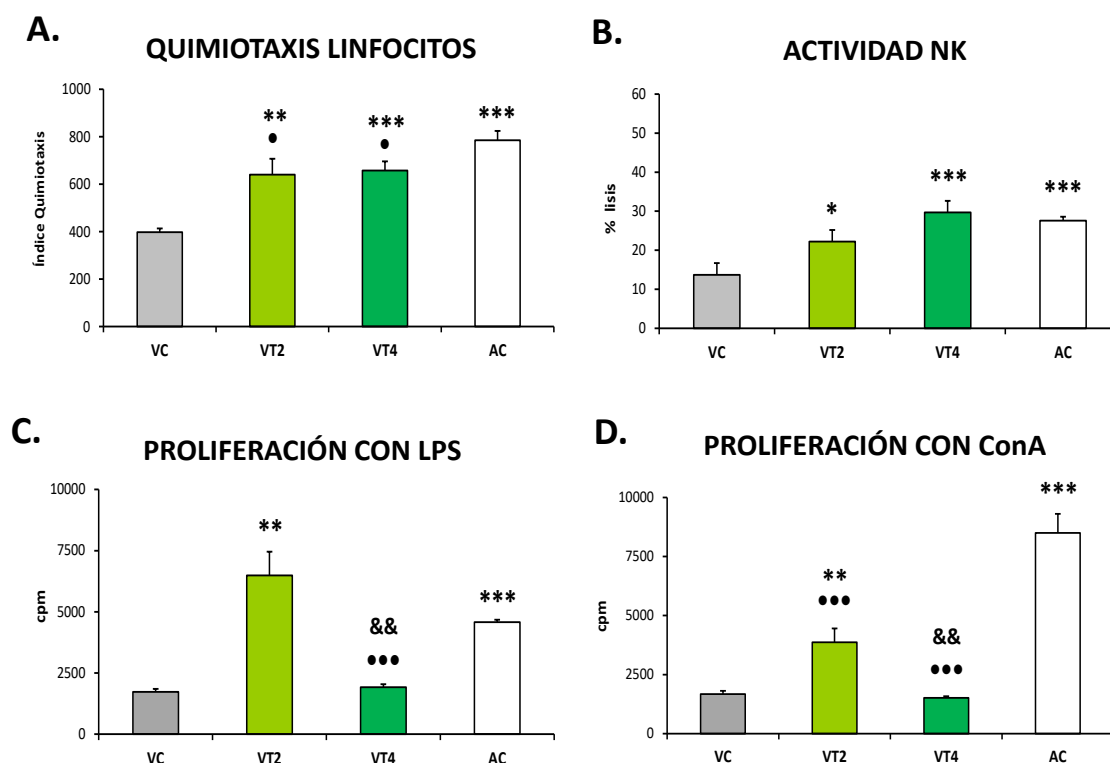 A.
QUIMIOTAXIS LINFOCITOS
Índice Quimiotaxis
1000
800
600
400
200
0
**
●
***
●
***
VC VT2 VT4 AC
B.
ACTIVIDAD NK
% lisis
60
50
40
30
20
10
0
*
***
***
VC VT2 VT4 AC
C.
PROLIFERACIÓN CON LPS
cpm
10000
7500
5000
2500
0
**
&&
●●●
***
VC VT2 VT4 AC
D.
PROLIFERACIÓN CON ConA
cpm
10000
7500
5000
2500
0
**
●●●
&&
●●●
***
VC VT2 VT4 AC